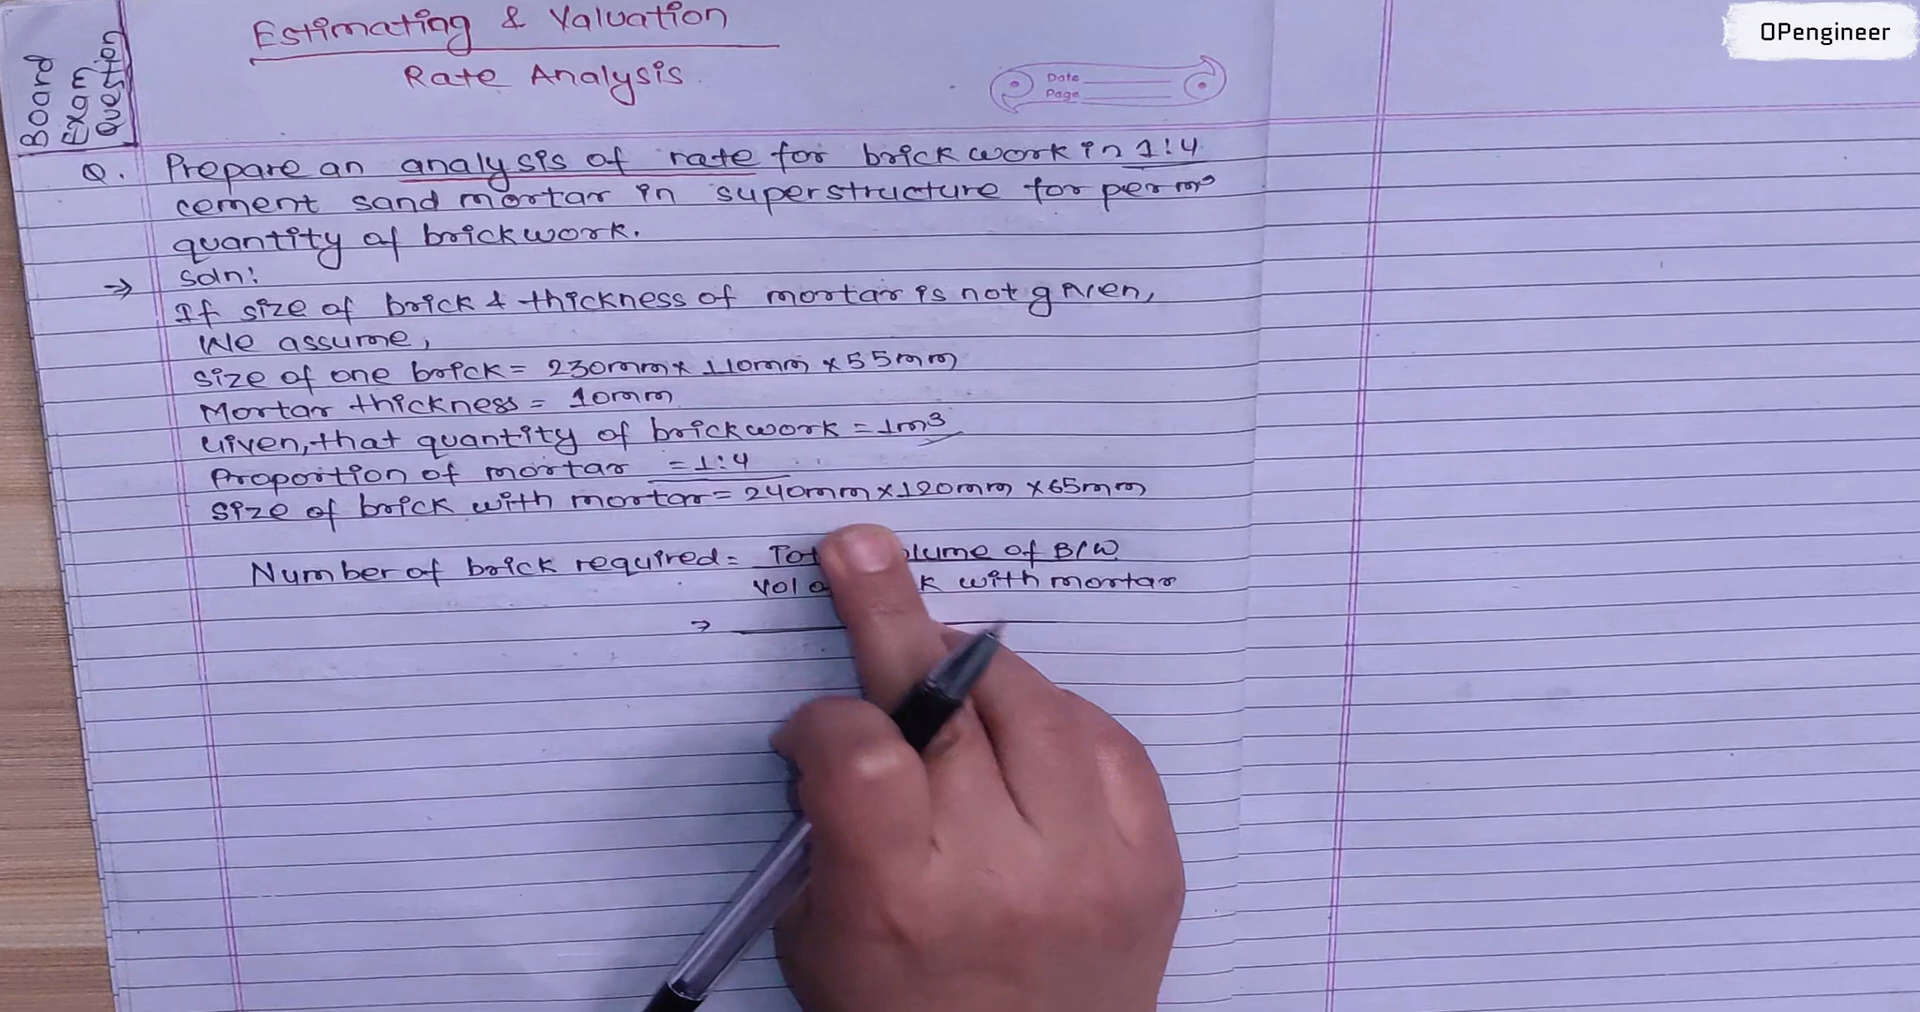 Board
Exam
Question
Estimating & Valuation
Rate Analysis
OPengineer
Date
Page
Q. Prepare an analysis of rate for brickwork in 1:4
cement sand mortar in superstructure for per m³
quantity of brickwork.
⇒ Soln:
If size of brick & thickness of mortar is not given,
We assume,
Size of one brick = 230mm x 110mm x 55mm
Mortar thickness = 10mm
Given, that quantity of brickwork = 1m³
Proportion of mortar = 1:4
Size of brick with mortar = 240mm x 120mm x 65mm
Number of brick required = of B/W
Vol with mortar
→